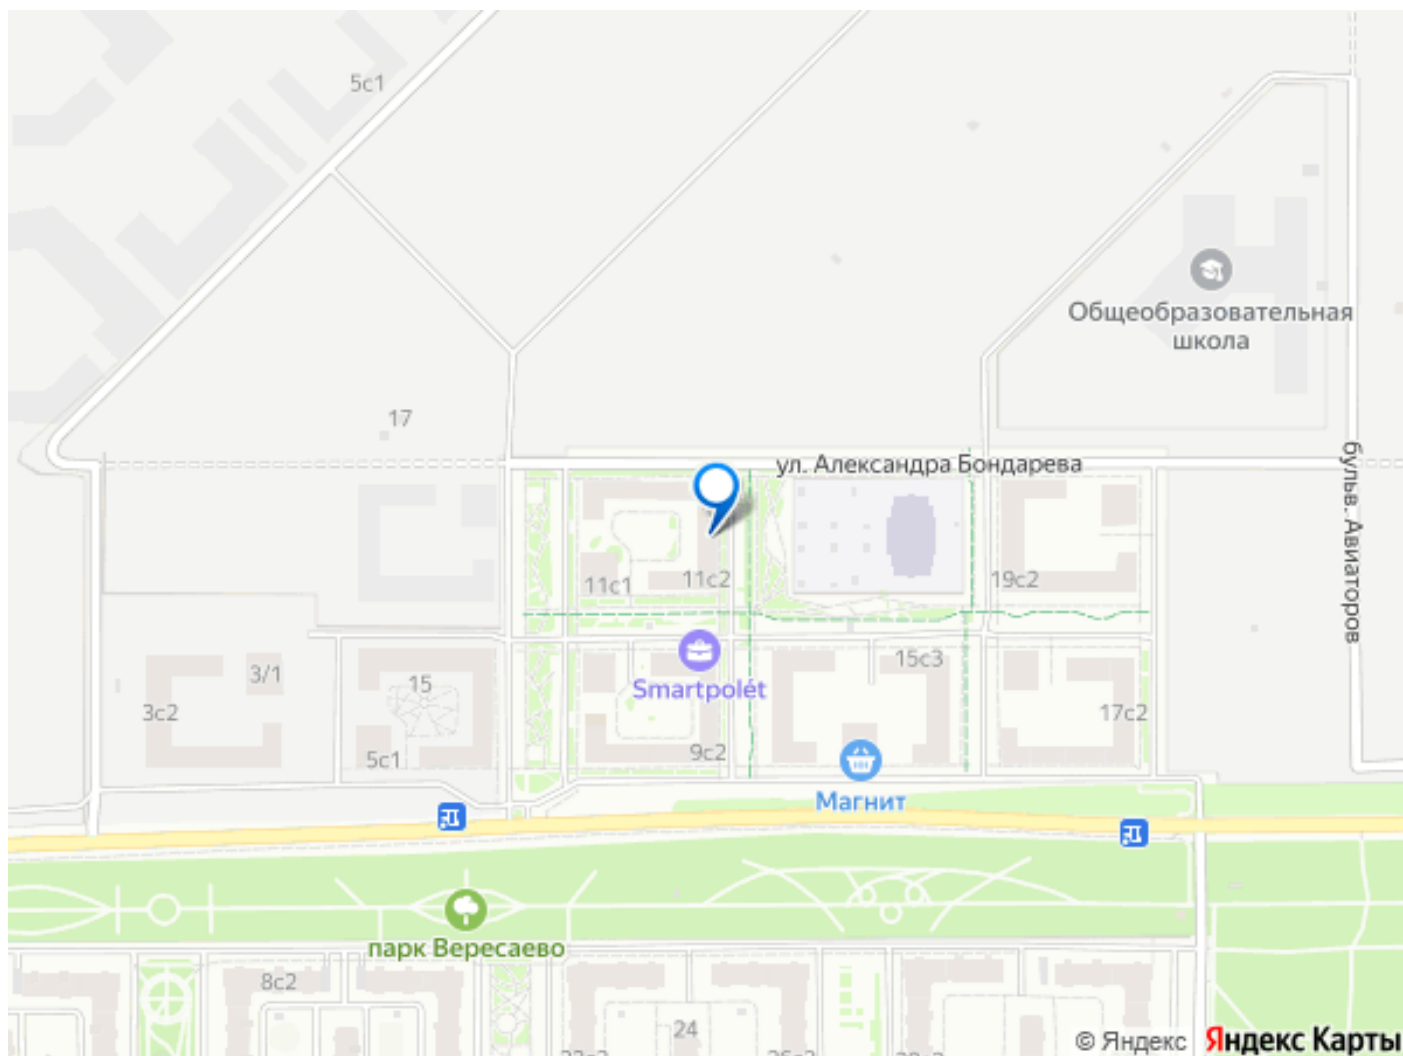 5с1
Общеобразовательная
школа
17
ул. Александра Бондарева
бульв. Авиаторов
11с1
11с2
19с2
3/1
15
15с3
Smartpolét
3с2
17с2
5с1
9с2
Магнит
парк Вересаево
8с2
24
© Яндекс
Яндекс Карты